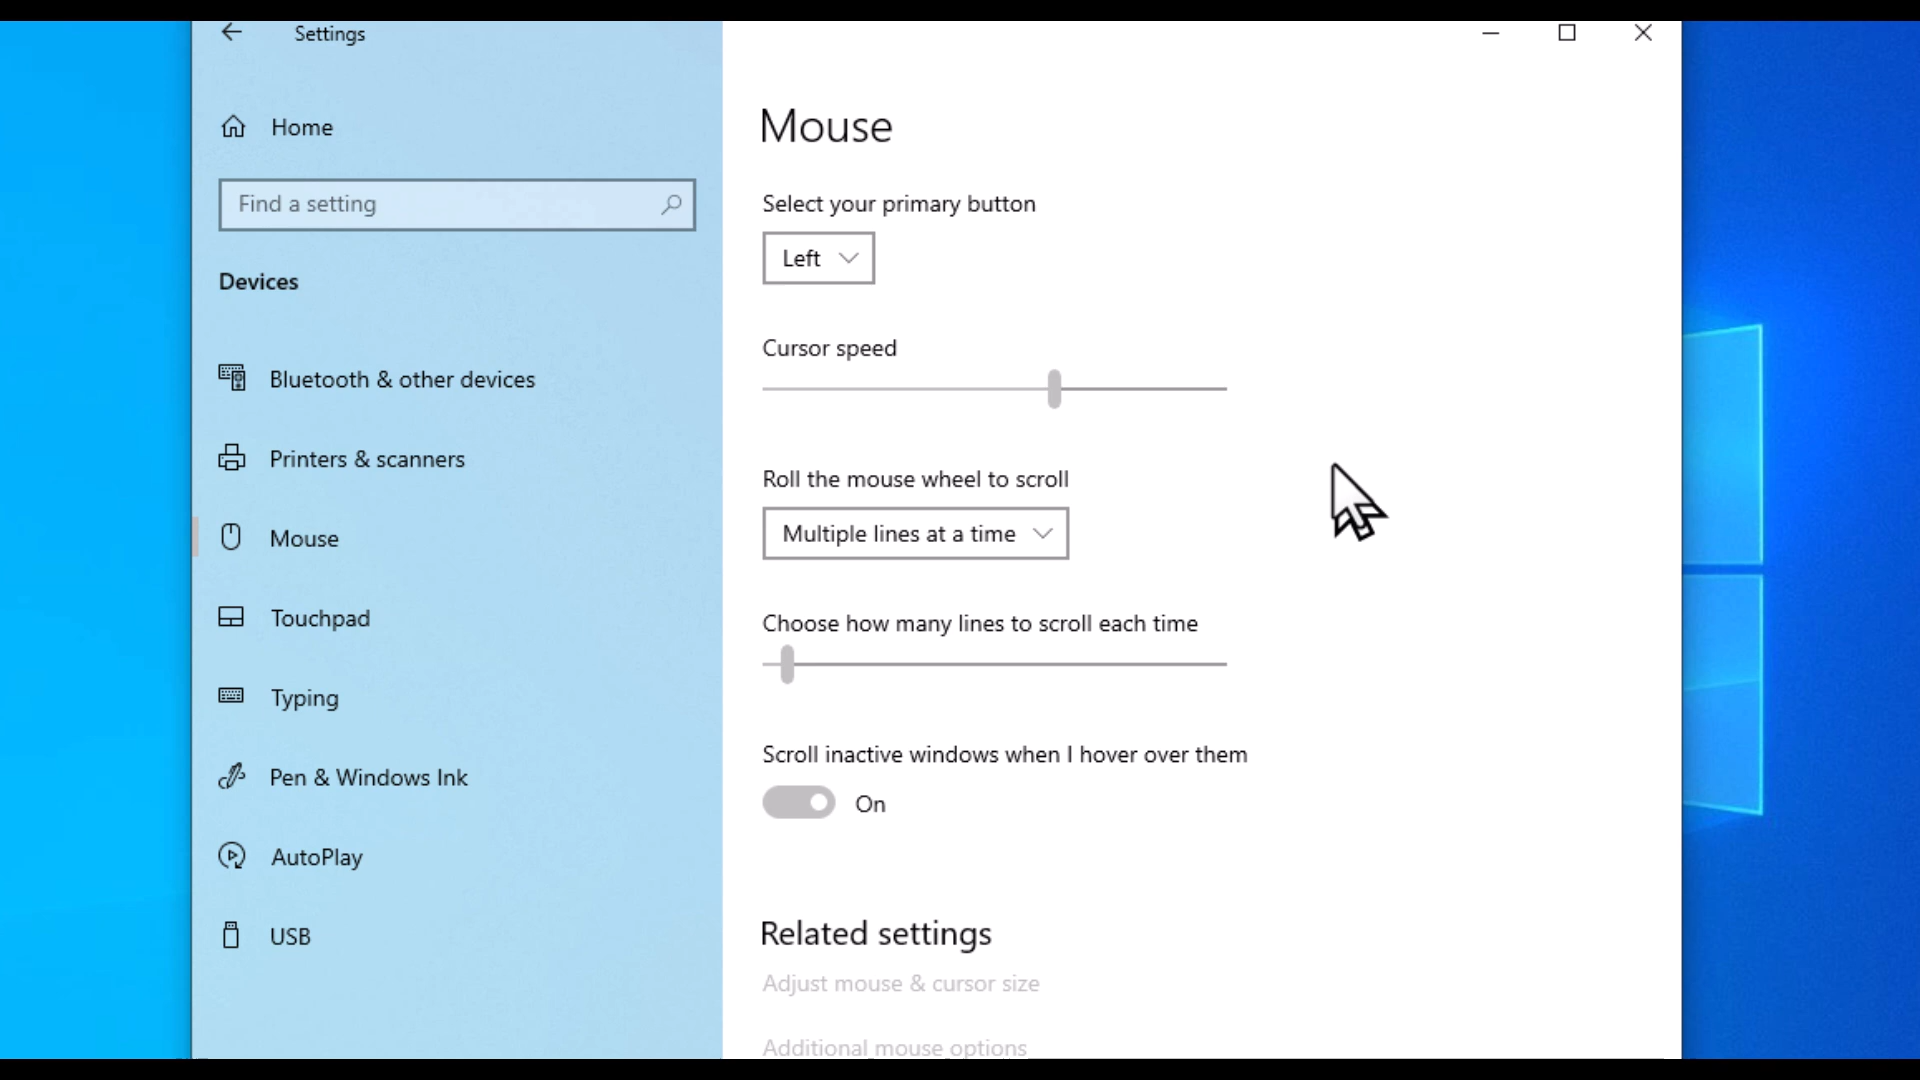 Settings
Home
Find a setting
Devices
Bluetooth & other devices
Printers & scanners
Mouse
Touchpad
Typing
Pen & Windows Ink
AutoPlay
USB
Mouse
Select your primary button
Left
Cursor speed
Roll the mouse wheel to scroll
Multiple lines at a time
Choose how many lines to scroll each time
Scroll inactive windows when I hover over them
On
Related settings
Adjust mouse & cursor size
Additional mouse options